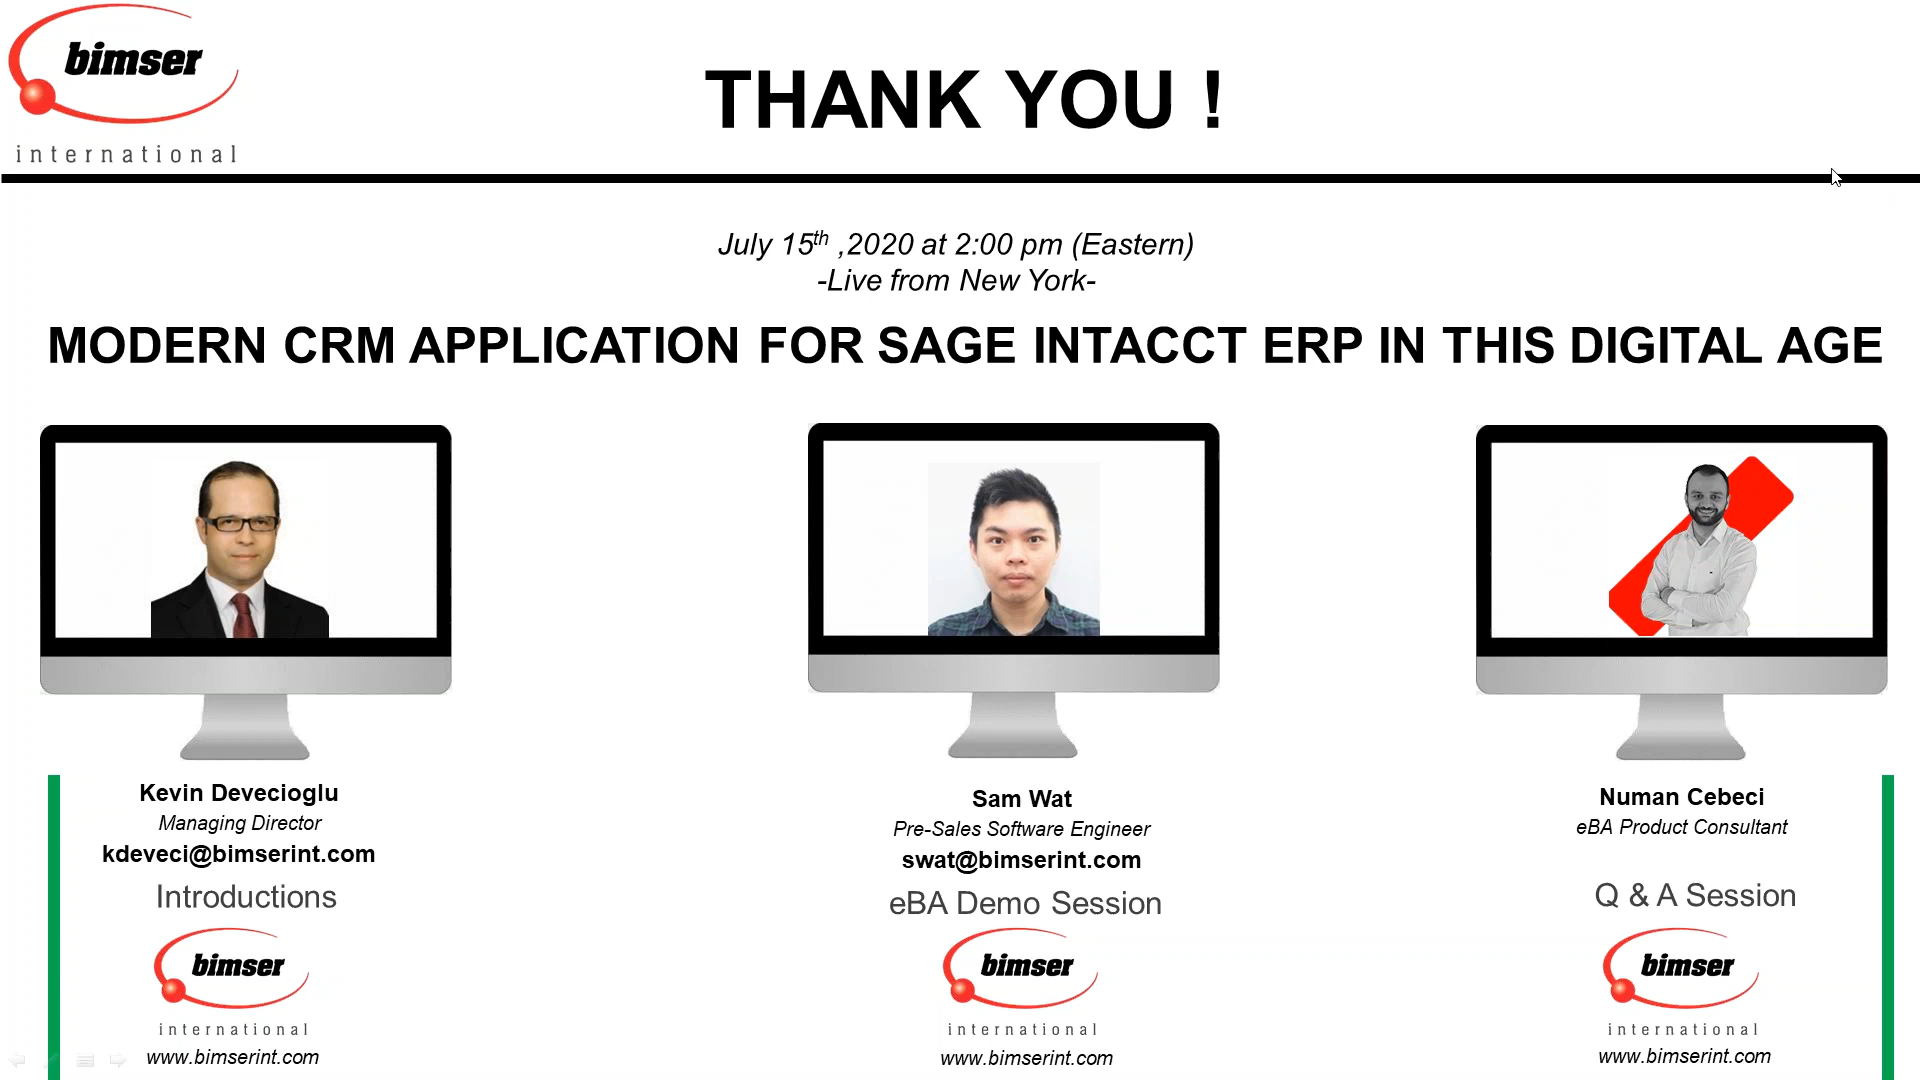 bimser
international
THANK YOU !
July 15th ,2020 at 2:00 pm (Eastern)
-Live from New York-
MODERN CRM APPLICATION FOR SAGE INTACCT ERP IN THIS DIGITAL AGE
Kevin Devecioglu
Managing Director
kdeveci@bimserint.com
Introductions
bimser
international
www.bimserint.com
Sam Wat
Pre-Sales Software Engineer
swat@bimserint.com
eBA Demo Session
bimser
international
www.bimserint.com
Numan Cebeci
eBA Product Consultant
Q & A Session
bimser
international
www.bimserint.com